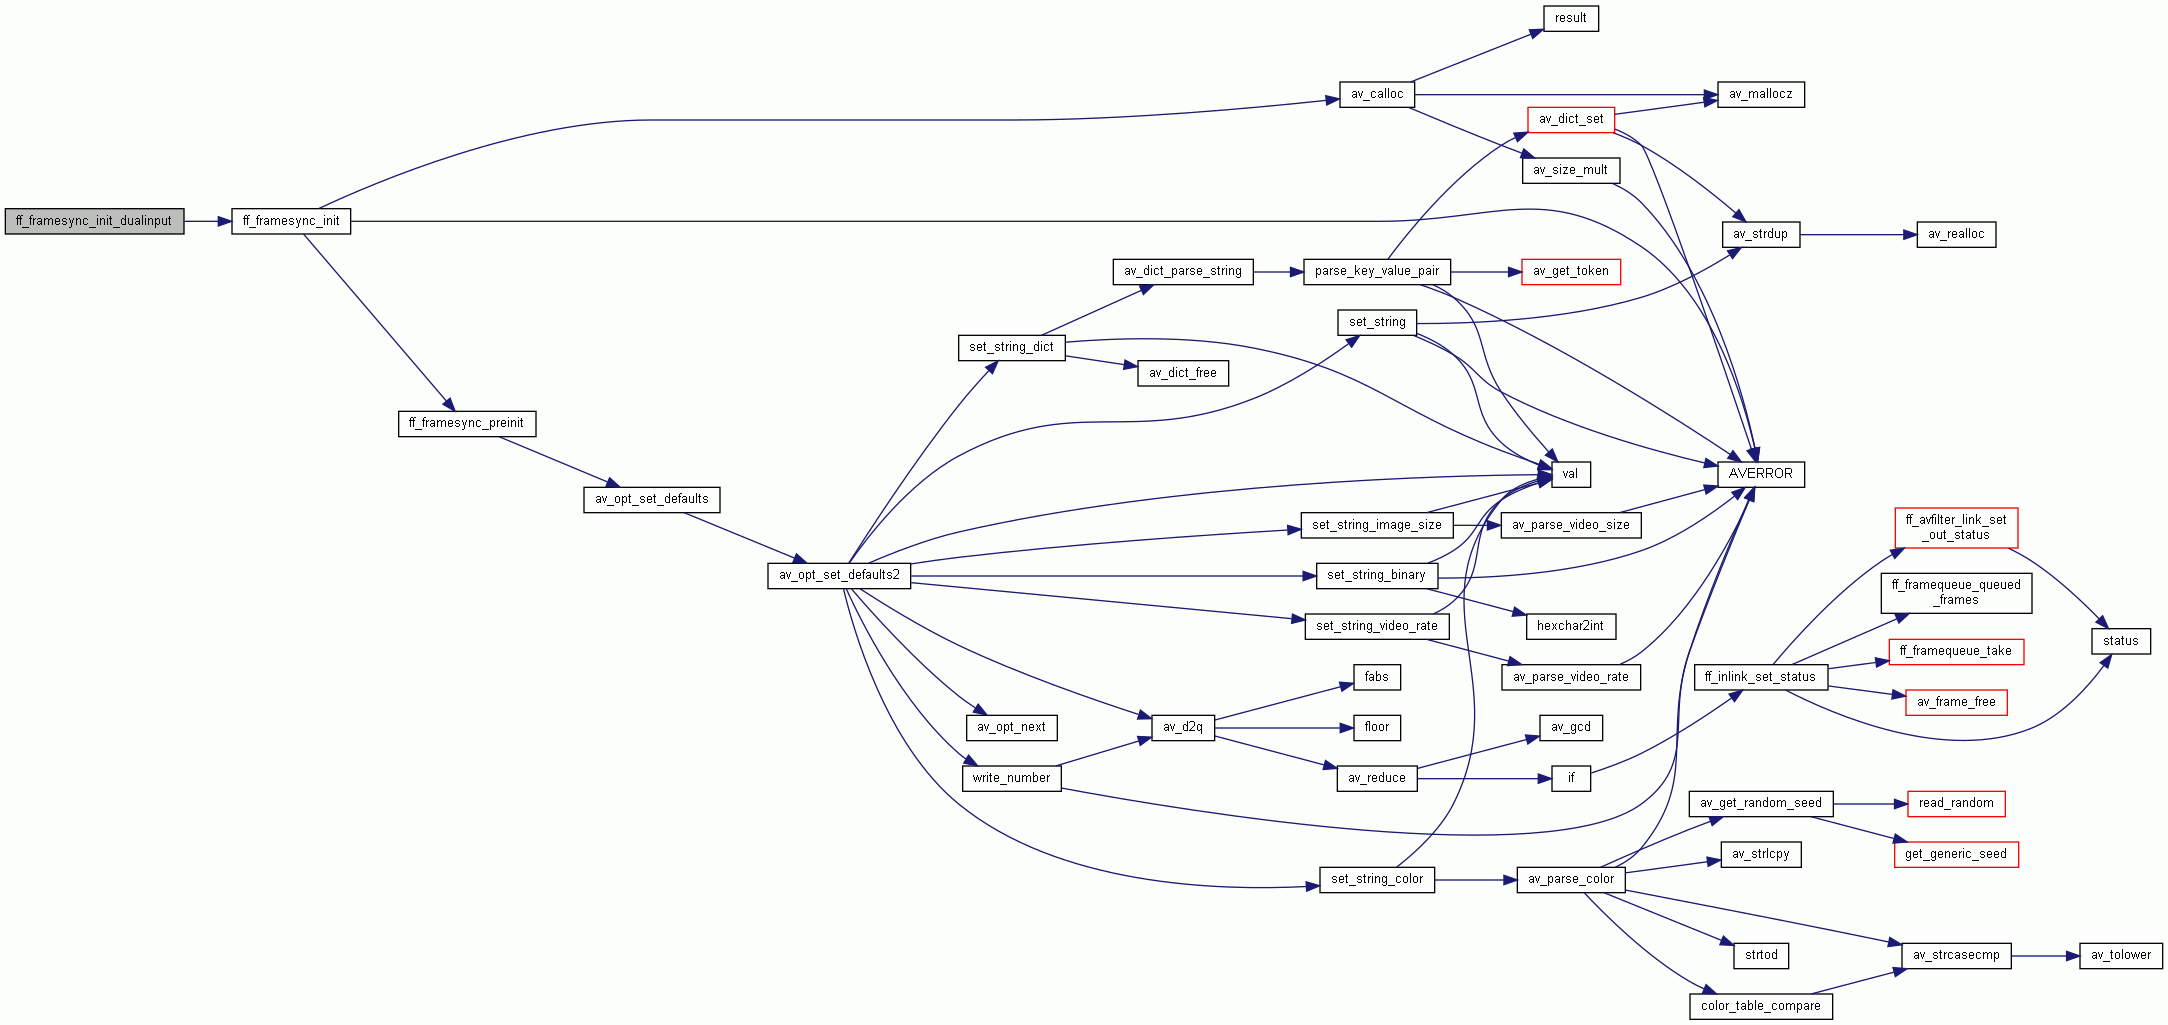 result
av_calloc
av_mallocz
av_dict_set
av_size_mult
ff_framesync_init_dualinput
ff_framesync_init
av_strdup
av_realloc
av_dict_parse_string
parse_key_value_pair
av_get_token
set_string
set_string_dict
av_dict_free
ff_framesync_preinit
val
AVERROR
av_opt_set_defaults
set_string_image_size
av_parse_video_size
ff_avfilter_link_set
_out_status
av_opt_set_defaults2
set_string_binary
ff_framequeue_queued
_frames
set_string_video_rate
hexchar2int
status
ff_framequeue_take
fabs
av_parse_video_rate
ff_inlink_set_status
av_frame_free
av_opt_next
av_d2q
floor
av_gcd
write_number
av_reduce
if
av_get_random_seed
read_random
av_strlcpy
get_generic_seed
set_string_color
av_parse_color
strtod
av_strcasecmp
av_tolower
color_table_compare